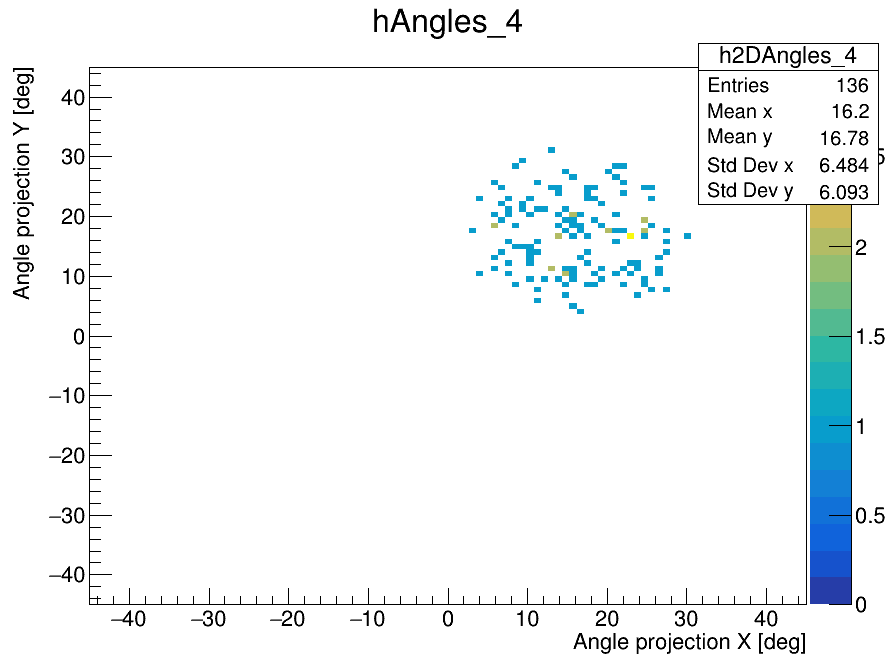 hAngles_4
h2DAngles_4
Entries 136
Mean x 16.2
Mean y 16.78
Std Dev x 6.484
Std Dev y 6.093
Angle projection Y [deg]
40
30
20
10
0
−10
−20
−30
−40
−40 −30 −20 −10 0 10 20 30 40
Angle projection X [deg]
5
2
1.5
1
0.5
0